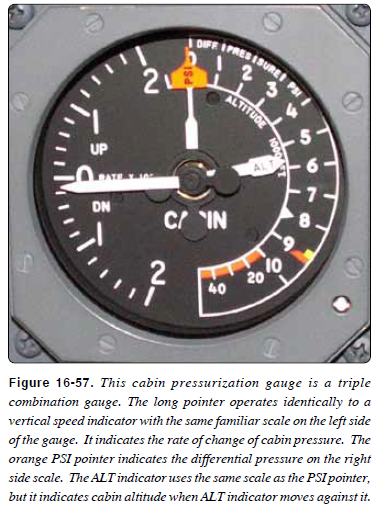 DIFF. PRESSURE PSI
0
PSI
1
2
3
4
5
6
7
8
9
10
20
40
ALTITUDE 1000 FT
ALT
2
1
UP
0
RATE X
DN
1
2
CABIN
Figure 16-57. This cabin pressurization gauge is a triple
combination gauge. The long pointer operates identically to a
vertical speed indicator with the same familiar scale on the left side
of the gauge. It indicates the rate of change of cabin pressure. The
orange PSI pointer indicates the differential pressure on the right
side scale. The ALT indicator uses the same scale as the PSI pointer,
but it indicates cabin altitude when ALT indicator moves against it.